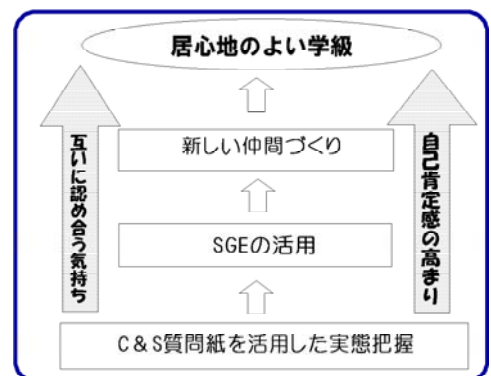 居心地のよい学級
互いに認め合う気持ち
新しい仲間づくり
自己肯定感の高まり
SGEの活用
C&S質問紙を活用した実態把握